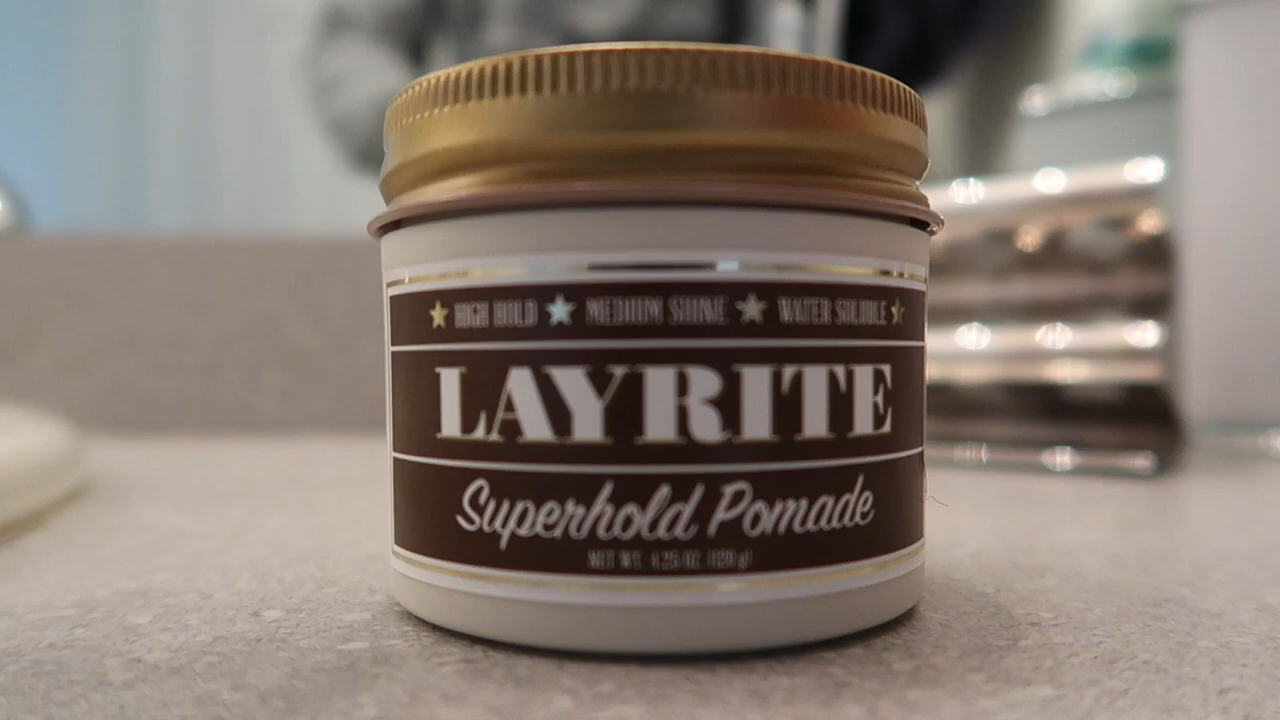 HIGH HOLD MEDIUM SHINE WATER SOLUBLE
LAYRITE
Superhold Pomade
NET WT. 4.25 OZ. (120 g)